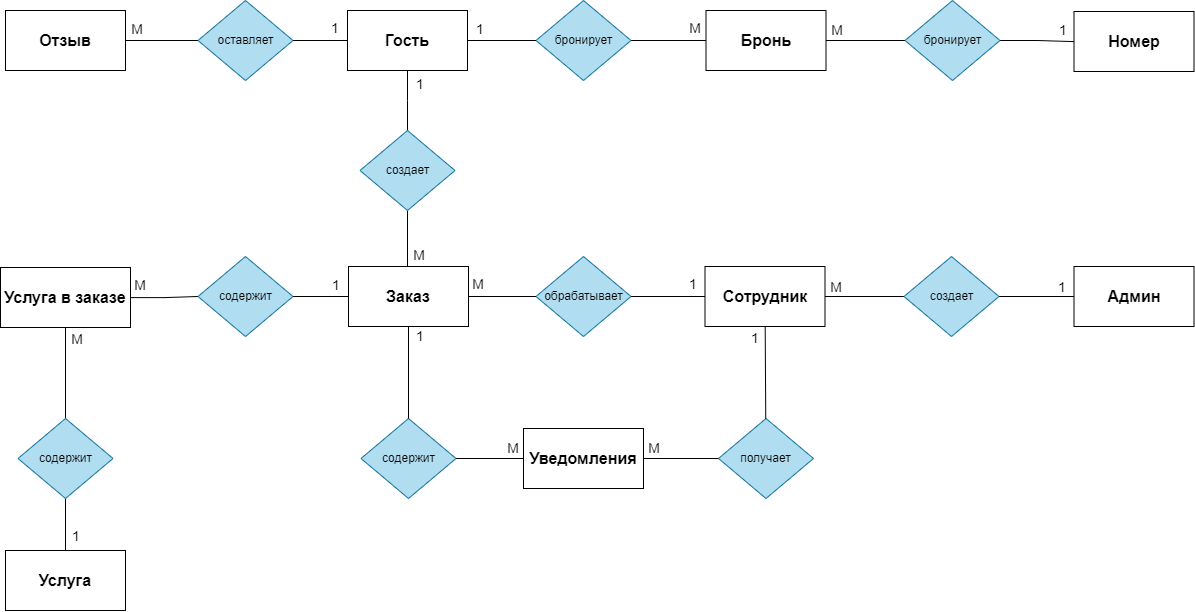 Отзыв
М
оставляет
1
Гость
1
бронирует
М
Бронь
М
бронирует
1
Номер
1
создает
М
Услуга в заказе
М
содержит
1
Заказ
М
обрабатывает
1
Сотрудник
М
создает
1
Админ
М
1
1
содержит
содержит
М
Уведомления
М
получает
1
Услуга